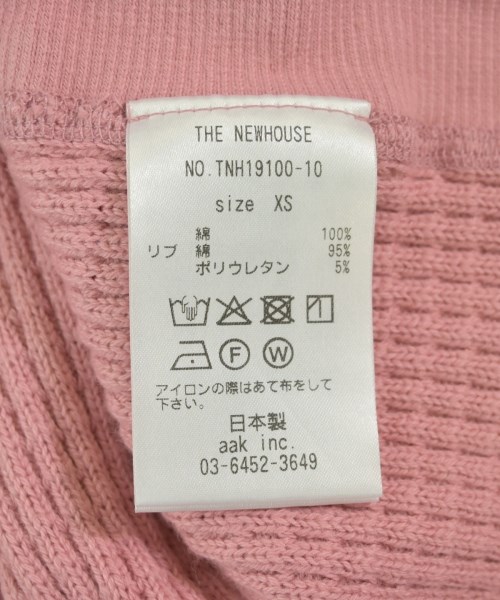 THE NEWHOUSE
NO.TNH19100-10
size XS
綿 100%
リブ 綿 95%
ポリウレタン 5%
F W
アイロンの際はあて布をして
下さい。
日本製
aak inc.
03-6452-3649